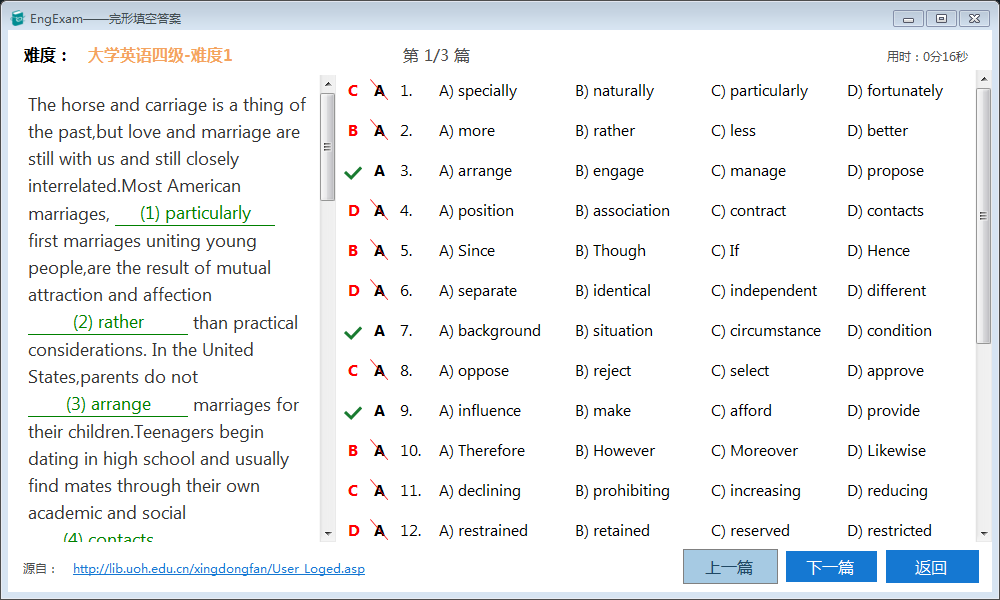 EngExam——完形填空答案
难度： 大学英语四级-难度1 第 1/3 篇 用时：0分16秒
The horse and carriage is a thing of
the past,but love and marriage are
still with us and still closely
interrelated.Most American
marriages, (1) particularly
first marriages uniting young
people,are the result of mutual
attraction and affection
(2) rather than practical
considerations. In the United
States,parents do not
(3) arrange marriages for
their children.Teenagers begin
dating in high school and usually
find mates through their own
academic and social
(4) contacts
C A 1. A) specially B) naturally C) particularly D) fortunately
B A 2. A) more B) rather C) less D) better
A 3. A) arrange B) engage C) manage D) propose
D A 4. A) position B) association C) contract D) contacts
B A 5. A) Since B) Though C) If D) Hence
D A 6. A) separate B) identical C) independent D) different
A 7. A) background B) situation C) circumstance D) condition
C A 8. A) oppose B) reject C) select D) approve
A 9. A) influence B) make C) afford D) provide
B A 10. A) Therefore B) However C) Moreover D) Likewise
C A 11. A) declining B) prohibiting C) increasing D) reducing
D A 12. A) restrained B) retained C) reserved D) restricted
源自： http://lib.uoh.edu.cn/xingdongfan/User_Loged.asp
上一篇 下一篇 返回